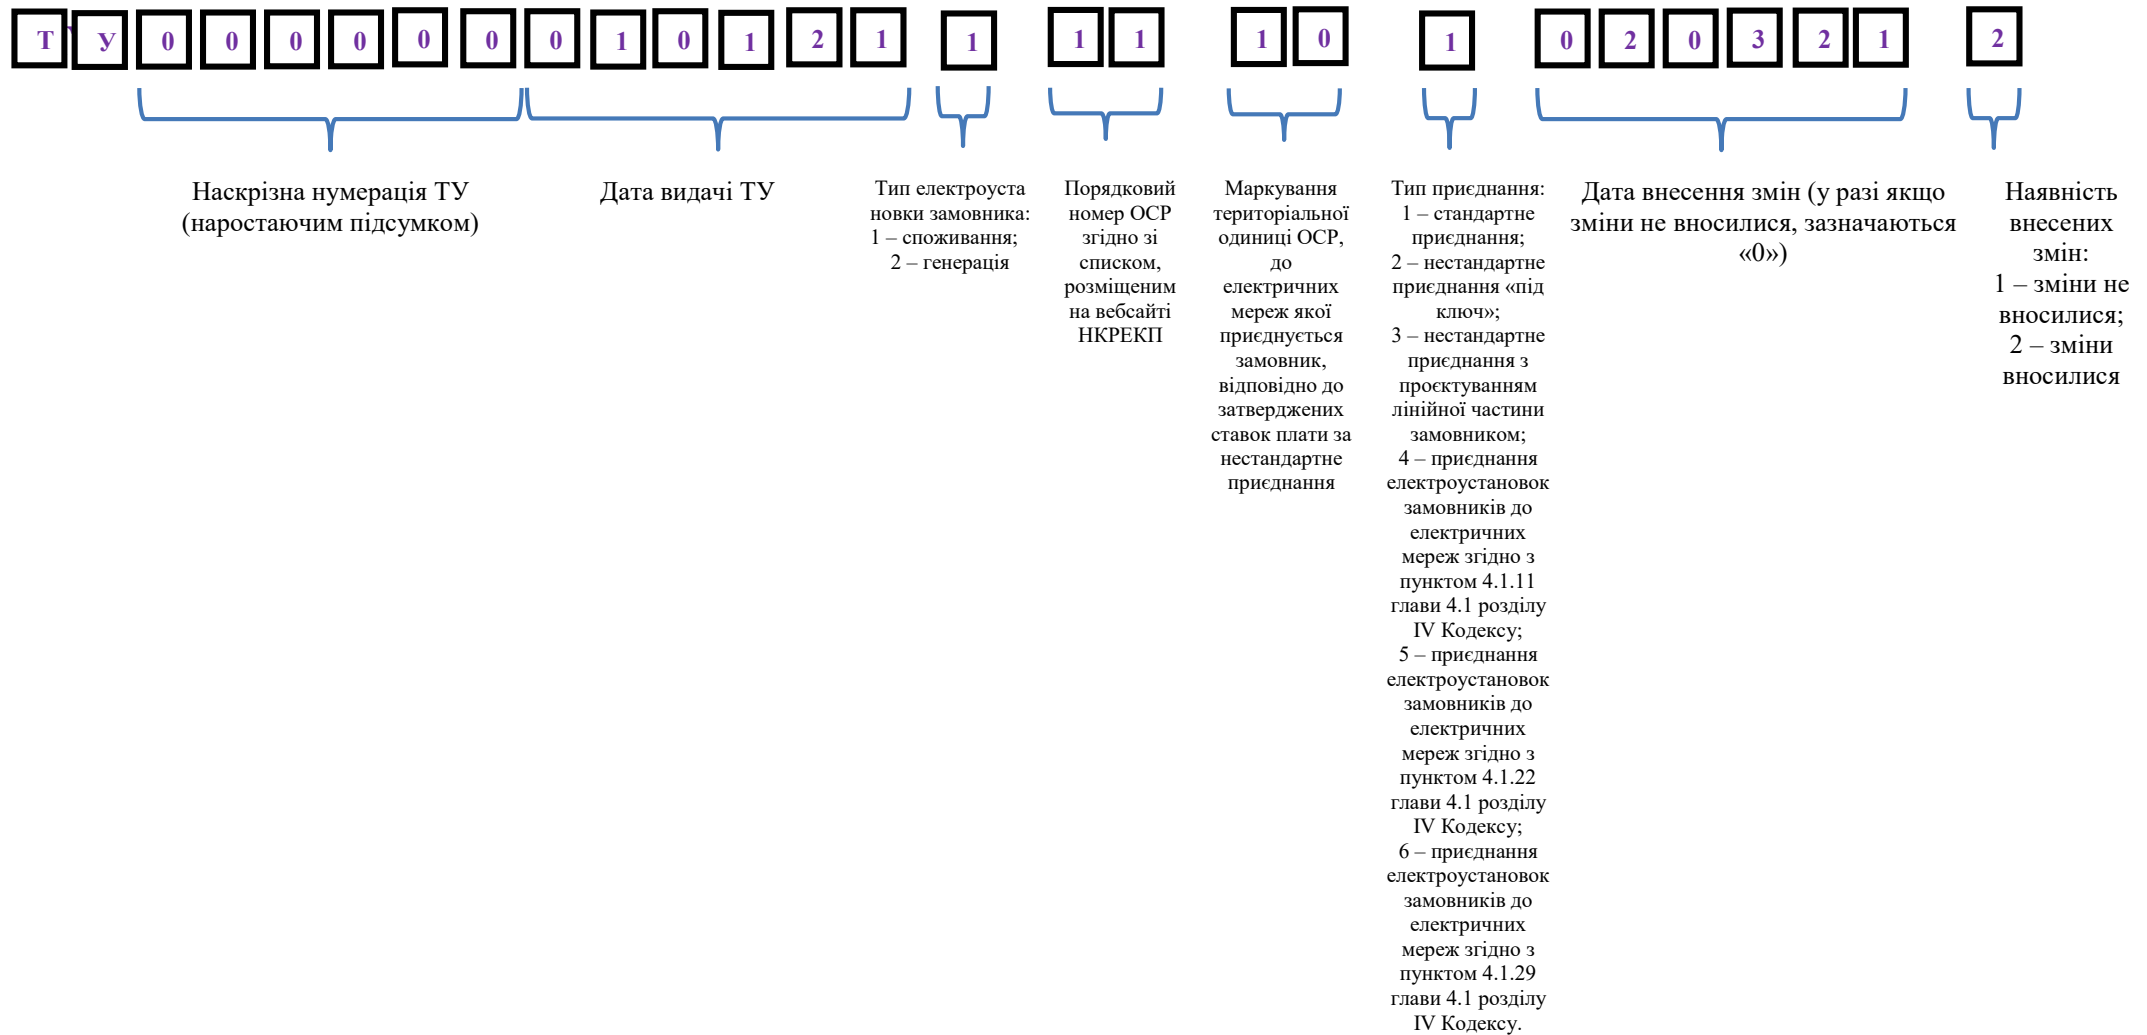 Т У 0 0 0 0 0 0 0 1 0 1 2 1 1 1 1 1 0 1 0 2 0 3 2 1 2
Наскрізна нумерація ТУ
(наростаючим підсумком)
Дата видачі ТУ
Тип електроуста
новки замовника:
1 – споживання;
2 – генерація
Порядковий
номер ОСР
згідно зі
списком,
розміщеним
на вебсайті
НКРЕКП
Маркування
територіальної
одиниці ОСР,
до
електричних
мереж якої
приєднується
замовник,
відповідно до
затверджених
ставок плати за
нестандартне
приєднання
Тип приєднання:
1 – стандартне
приєднання;
2 – нестандартне
приєднання «під
ключ»;
3 – нестандартне
приєднання з
проєктуванням
лінійної частини
замовником;
4 – приєднання
електроустановок
замовників до
електричних
мереж згідно з
пунктом 4.1.11
глави 4.1 розділу
IV Кодексу;
5 – приєднання
електроустановок
замовників до
електричних
мереж згідно з
пунктом 4.1.22
глави 4.1 розділу
IV Кодексу;
6 – приєднання
електроустановок
замовників до
електричних
мереж згідно з
пунктом 4.1.29
глави 4.1 розділу
IV Кодексу.
Дата внесення змін (у разі якщо
зміни не вносилися, зазначаються
«0»)
Наявність
внесених
змін:
1 – зміни не
вносилися;
2 – зміни
вносилися